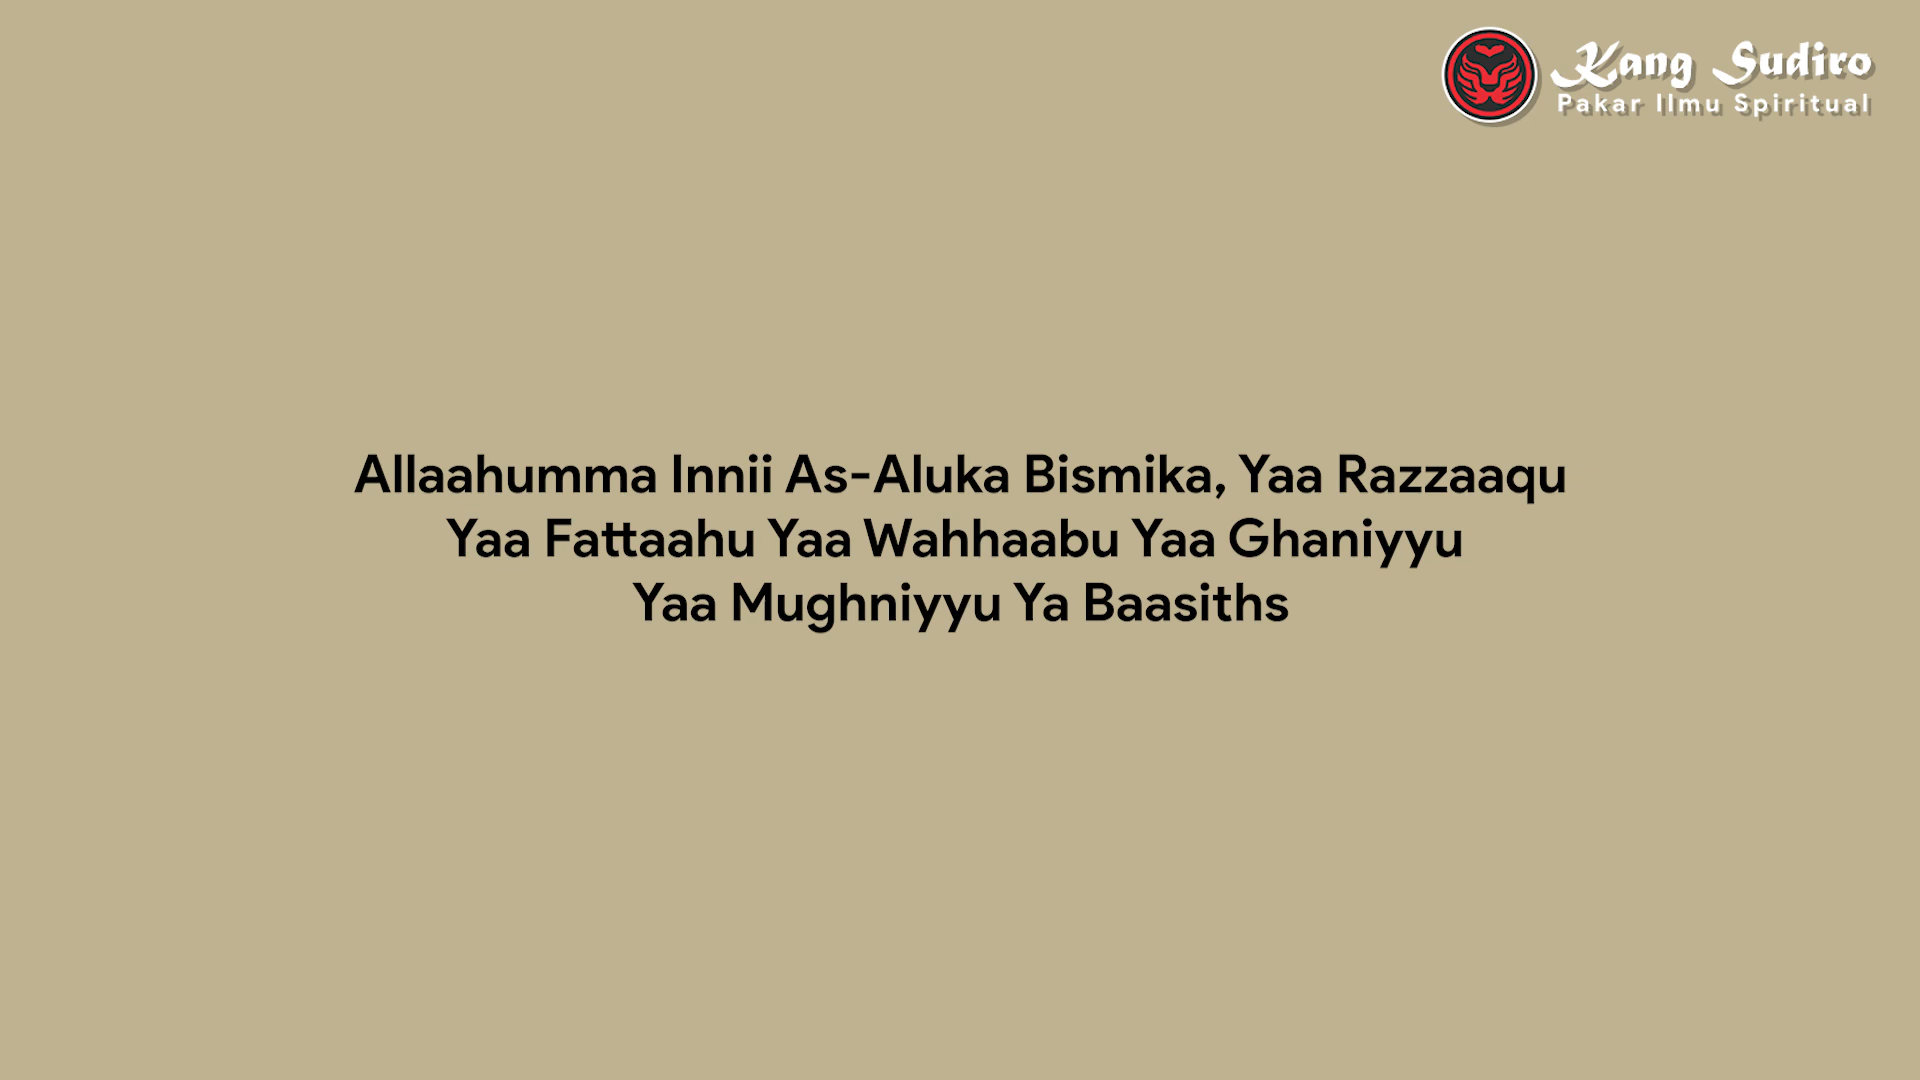 Kang Sudiro
Pakar Ilmu Spiritual
Allaahumma Innii As-Aluka Bismika, Yaa Razzaaqu
Yaa Fattaahu Yaa Wahhaabu Yaa Ghaniyyu
Yaa Mughniyyu Ya Baasiths